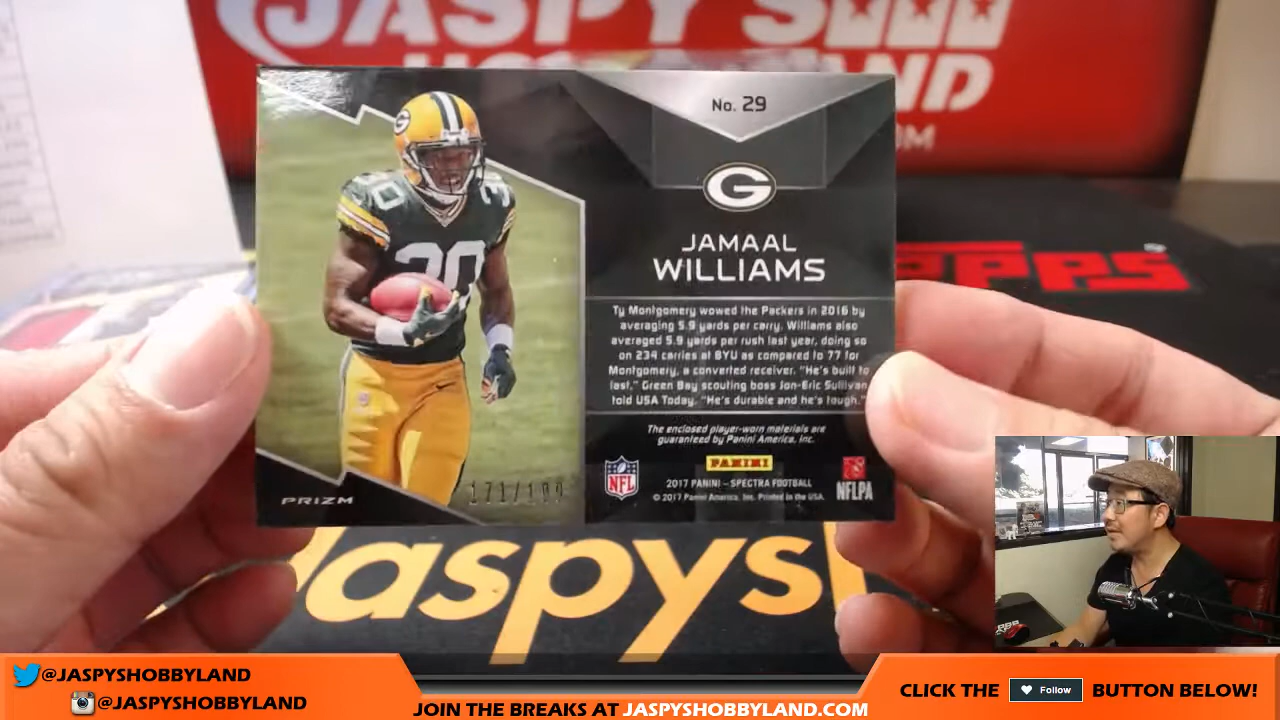 JASPY'S
No. 29
G
G
30
30
30
JAMAAL
WILLIAMS
Ty Montgomery wowed the Packers in 2016 by
averaging 5.9 yards per carry. Williams also
averaged 5.9 yards per rush last year, doing so
on 234 carries at BYU as compared to 77 for
Montgomery, a converted receiver. "He's built to
last," Green Bay scouting boss Jon-Eric Sullivan
told USA Today. "He's durable and he's tough."
The enclosed player-worn materials are
guaranteed by Panini America, Inc.
PANINI
NFL
2017 PANINI – SPECTRA FOOTBALL
© 2017 Panini America, Inc. Printed in the USA.
NFLPA
PRIZM
171/199
TOPPS
Jaspys
@JASPYSHOBBYLAND
@JASPYSHOBBYLAND
JOIN THE BREAKS AT JASPYSHOBBYLAND.COM
CLICK THE Follow BUTTON BELOW!